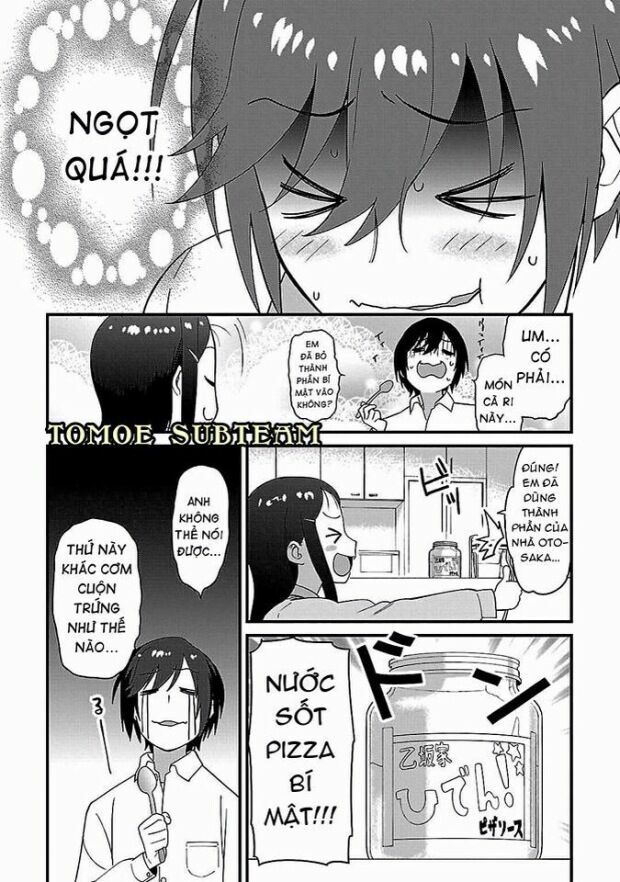 NGỌT
QUÁ!!!
UM...
CÓ
PHẢI...
MÓN
CÀ RI
NÀY...
EM
ĐÃ BỎ
THÀNH
PHẦN BÍ
MẬT VÀO
KHÔNG?
TOMOE SUBTEAM
ĐÚNG!
EM ĐÃ
DÙNG
THÀNH
PHẦN CỦA
NHÀ OTO-
SAKA...
ドドン
NƯỚC
SỐT
PIZZA
BÍ
MẬT!!!
乙坂家
ひでん!
ピザソース
ANH
KHÔNG
THỂ NÓI
ĐƯỢC...
THỨ NÀY
KHÁC CƠM
CUỘN
TRỨNG
NHƯ THẾ
NÀO...